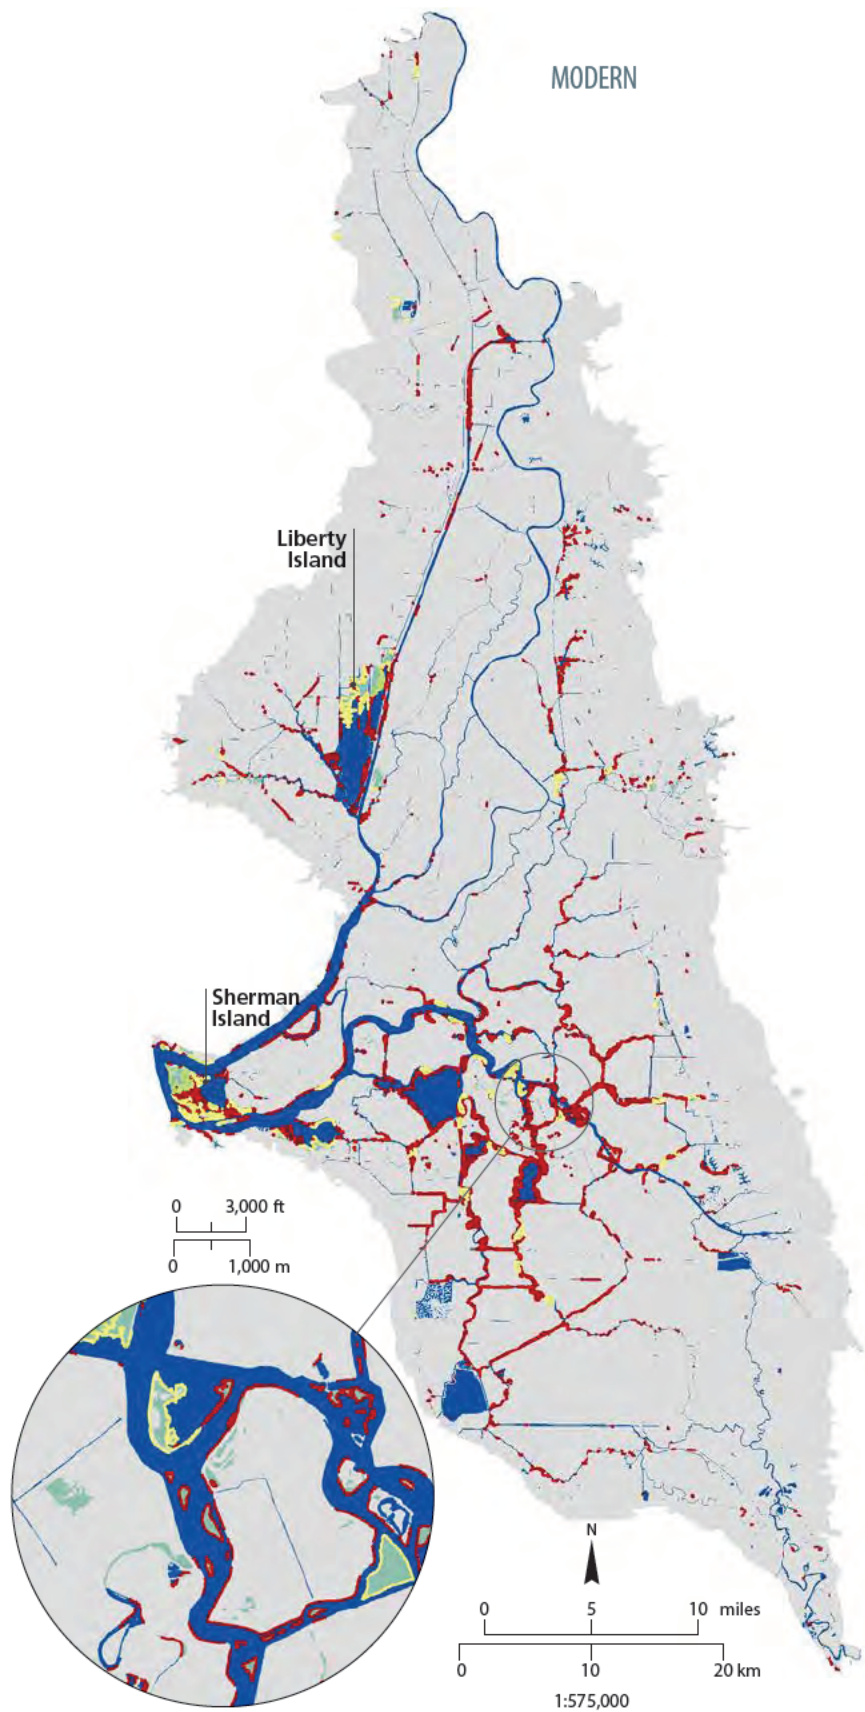 MODERN
Liberty
Island
Sherman
Island
0 3,000 ft
0 1,000 m
N
0 5 10 miles
0 10 20 km
1:575,000